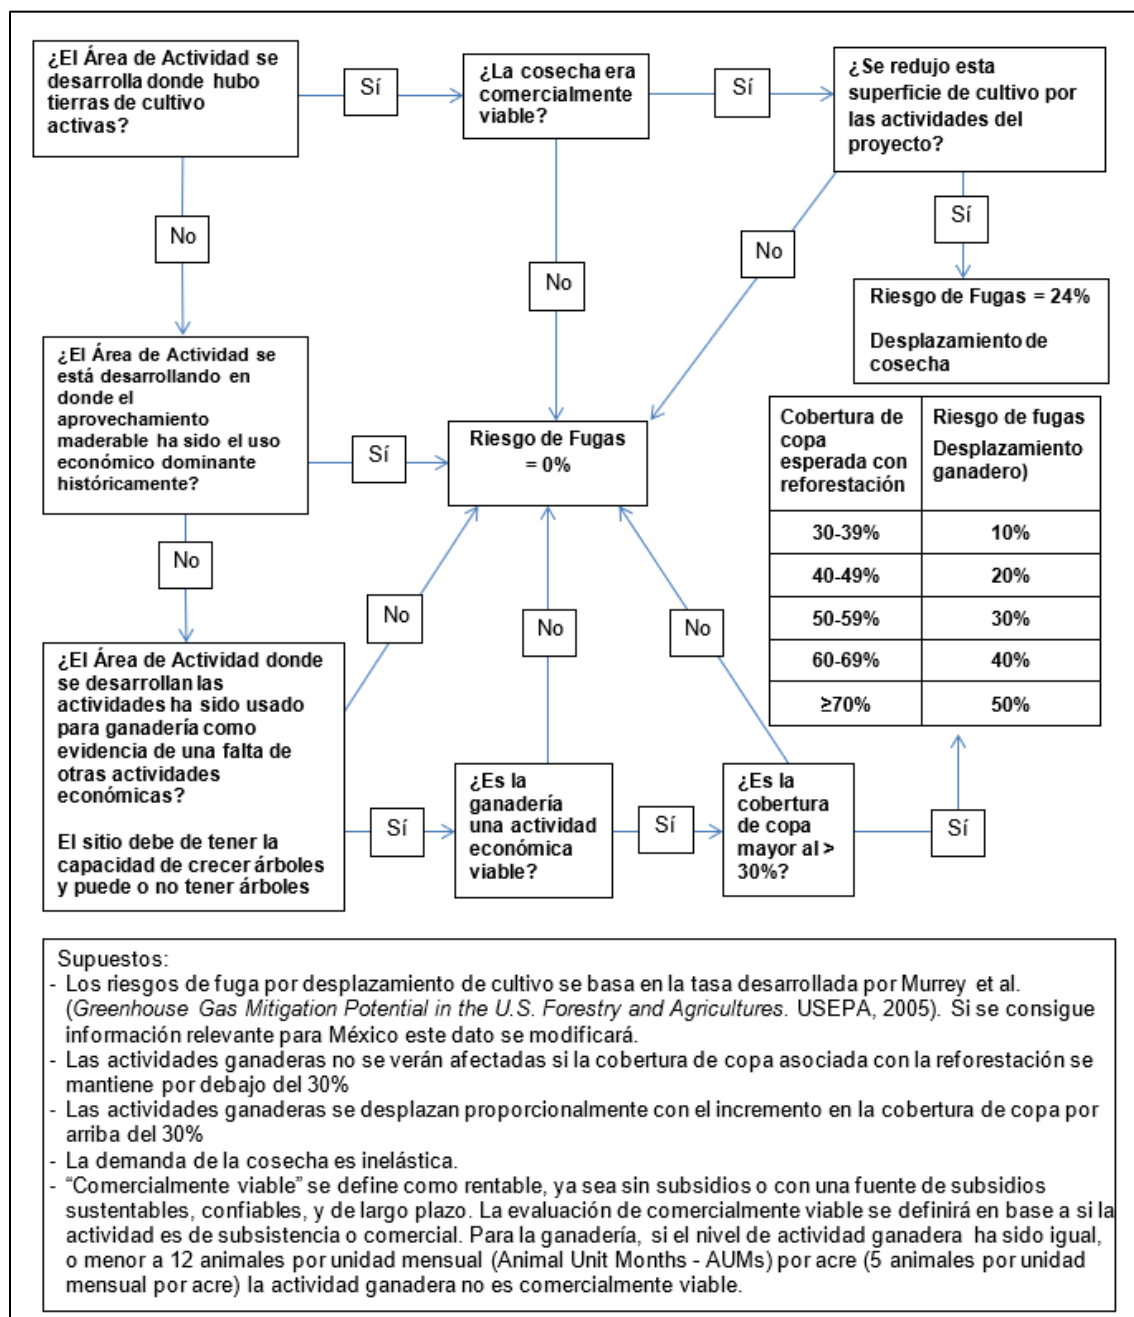 ¿El Área de Actividad se
desarrolla donde hubo
tierras de cultivo
activas?
Sí
¿La cosecha era
comercialmente
viable?
Sí
¿Se redujo esta
superficie de cultivo por
las actividades del
proyecto?
No
No
No
Sí
Riesgo de Fugas = 24%
Desplazamiento de
cosecha
¿El Área de Actividad se
está desarrollando en
donde el
aprovechamiento
maderable ha sido el uso
económico dominante
históricamente?
Sí
Riesgo de Fugas
= 0%
Cobertura de
copa
esperada con
reforestación
Riesgo de fugas
Desplazamiento
ganadero)
30-39%
10%
40-49%
20%
50-59%
30%
60-69%
40%
≥70%
50%
No
No
No
No
¿El Área de Actividad donde
se desarrollan las
actividades ha sido usado
para ganadería como
evidencia de una falta de
otras actividades
económicas?
El sitio debe de tener la
capacidad de crecer árboles
y puede o no tener árboles
Sí
¿Es la
ganadería
una actividad
económica
viable?
Sí
¿Es la
cobertura
de copa
mayor al >
30%?
Sí
Supuestos:
- Los riesgos de fuga por desplazamiento de cultivo se basa en la tasa desarrollada por Murrey et al.
(Greenhouse Gas Mitigation Potential in the U.S. Forestry and Agricultures. USEPA, 2005). Si se consigue
información relevante para México este dato se modificará.
- Las actividades ganaderas no se verán afectadas si la cobertura de copa asociada con la reforestación se
mantiene por debajo del 30%
- Las actividades ganaderas se desplazan proporcionalmente con el incremento en la cobertura de copa por
arriba del 30%
- La demanda de la cosecha es inelástica.
- “Comercialmente viable” se define como rentable, ya sea sin subsidios o con una fuente de subsidios
sustentables, confiables, y de largo plazo. La evaluación de comercialmente viable se definirá en base a si la
actividad es de subsistencia o comercial. Para la ganadería, si el nivel de actividad ganadera ha sido igual,
o menor a 12 animales por unidad mensual (Animal Unit Months - AUMs) por acre (5 animales por unidad
mensual por acre) la actividad ganadera no es comercialmente viable.